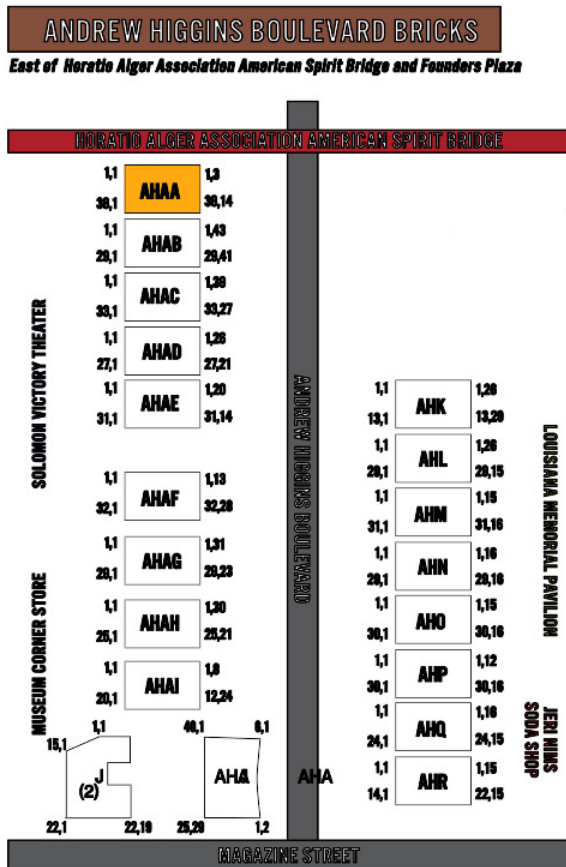 ANDREW HIGGINS BOULEVARD BRICKS
East of Horatio Alger Association American Spirit Bridge and Founders Plaza
HORATIO ALGER ASSOCIATION AMERICAN SPIRIT BRIDGE
1,1 1,3
AHAA
38,1 38,14
1,1 1,43
AHAB
29,1 29,41
1,1 1,39
AHAC
33,1 33,27
1,1 1,26
AHAD
27,1 27,21
1,1 1,20
AHAE
31,1 31,14
SOLOMON VICTORY THEATER
1,1 1,13
AHAF
32,1 32,28
1,1 1,31
AHAG
29,1 29,23
1,1 1,30
AHAH
25,1 25,21
1,1 1,8
AHAI
20,1 12,24
MUSEUM CORNER STORE
1,1
15,1
J
(2)
22,1 22,19
40,1 6,1
AHA
25,29 1,2
ANDREW HIGGINS BOULEVARD
AHA
1,1 1,26
AHK
13,1 13,29
1,1 1,26
AHL
29,1 29,15
1,1 1,15
AHM
31,1 31,16
1,1 1,16
AHN
29,1 29,16
1,1 1,15
AHO
30,1 30,16
LOUISIANA MEMORIAL PAVILION
1,1 1,12
AHP
30,1 30,16
1,1 1,16
AHQ
24,1 24,15
1,1 1,15
AHR
14,1 22,15
JERI NIMS
SODA SHOP
MAGAZINE STREET